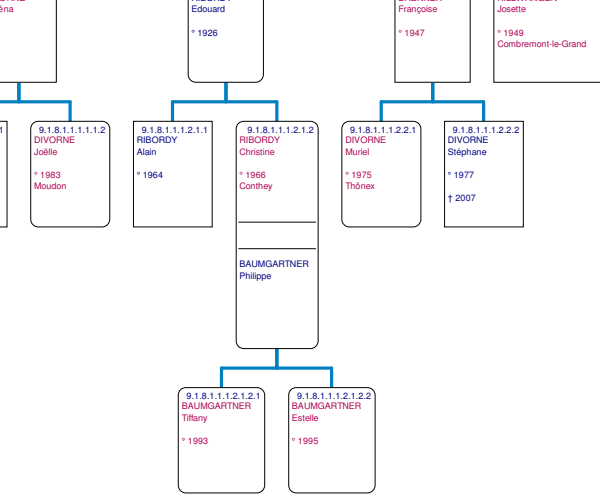 éna
Edouard
° 1926
Françoise
° 1947
Josette
° 1949
Combremont-le-Grand
9.1.8.1.1.1.1.1.2
DIVORNE
Joëlle
° 1983
Moudon
9.1.8.1.1.1.2.1.1
RIBORDY
Alain
° 1964
9.1.8.1.1.1.2.1.2
RIBORDY
Christine
° 1966
Conthey
BAUMGARTNER
Philippe
9.1.8.1.1.1.2.2.1
DIVORNE
Muriel
° 1975
Thônex
9.1.8.1.1.1.2.2.2
DIVORNE
Stéphane
° 1977
† 2007
9.1.8.1.1.1.2.1.2.1
BAUMGARTNER
Tiffany
° 1993
9.1.8.1.1.1.2.1.2.2
BAUMGARTNER
Estelle
° 1995